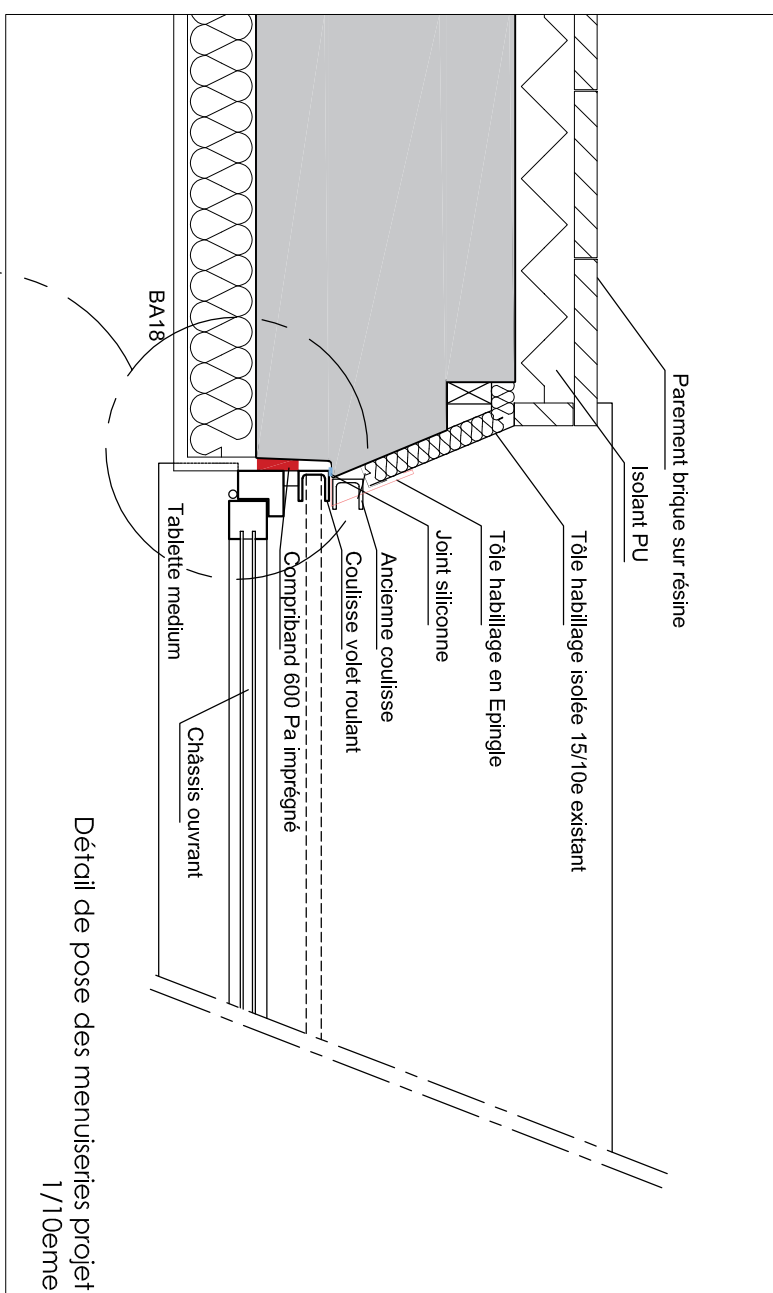 Parement brique sur résine
Isolant PU
Tôle habillage isolée 15/10e existant
Tôle habillage en Epingle
Joint siliconne
Ancienne coulisse
Coulisse volet roulant
Compriband 600 Pa imprégné
BA18
Tablette medium
Châssis ouvrant
Détail de pose des menuiseries projet
1/10eme